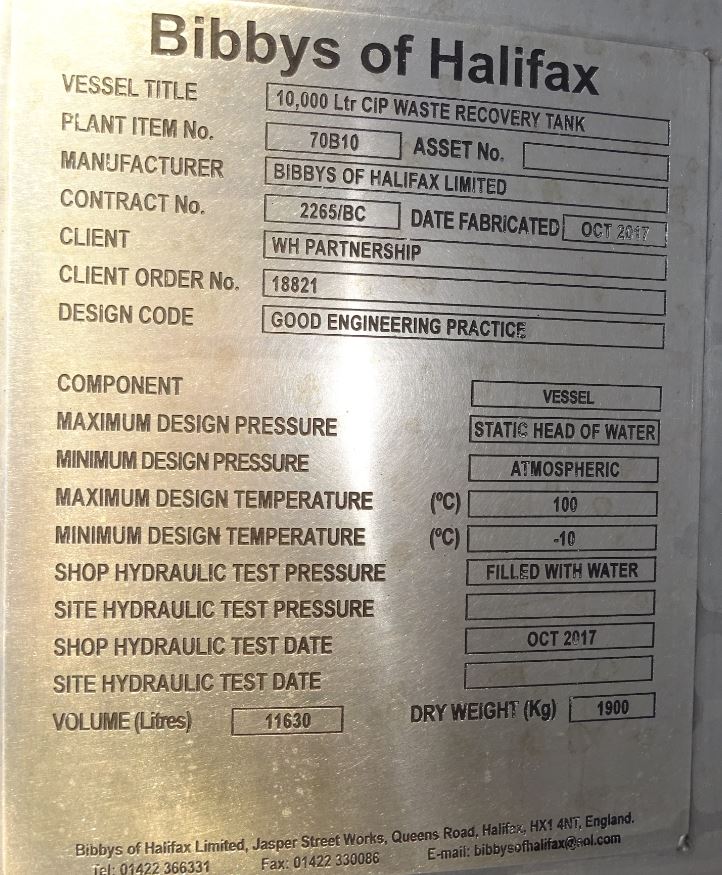 Bibbys of Halifax
VESSEL TITLE 10,000 Ltr CIP WASTE RECOVERY TANK
PLANT ITEM No. 70B10 ASSET No.
MANUFACTURER BIBBYS OF HALIFAX LIMITED
CONTRACT No. 2265/BC DATE FABRICATED OCT 2017
CLIENT WH PARTNERSHIP
CLIENT ORDER No. 18821
DESIGN CODE GOOD ENGINEERING PRACTICE
COMPONENT VESSEL
MAXIMUM DESIGN PRESSURE STATIC HEAD OF WATER
MINIMUM DESIGN PRESSURE ATMOSPHERIC
MAXIMUM DESIGN TEMPERATURE (ºC) 100
MINIMUM DESIGN TEMPERATURE (ºC) -10
SHOP HYDRAULIC TEST PRESSURE FILLED WITH WATER
SITE HYDRAULIC TEST PRESSURE
SHOP HYDRAULIC TEST DATE OCT 2017
SITE HYDRAULIC TEST DATE
VOLUME (Litres) 11630 DRY WEIGHT (Kg) 1900
Bibbys of Halifax Limited, Jasper Street Works, Queens Road, Halifax, HX1 4NT, England.
Tel: 01422 366331 Fax: 01422 330086 E-mail: bibbysofhalifax@aol.com